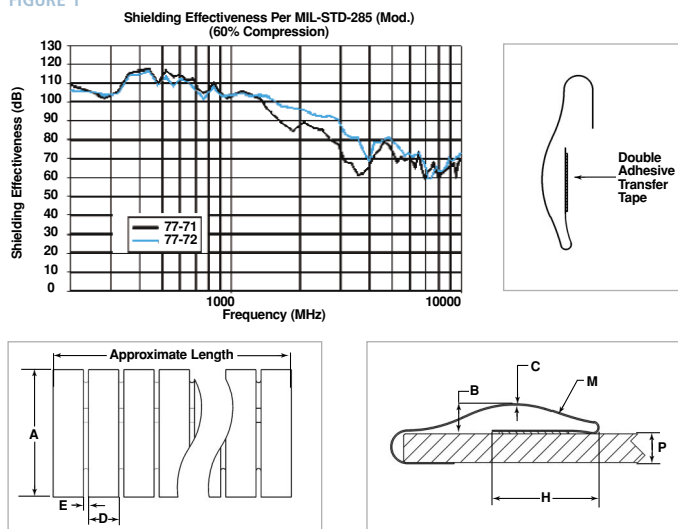 FIGURE 1
Shielding Effectiveness Per MIL-STD-285 (Mod.)
(60% Compression)
Shielding Effectiveness (dB)
130
120
110
100
90
80
70
60
50
40
30
20
10
0
77-71
77-72
1000
10000
Frequency (MHz)
Double
Adhesive
Transfer
Tape
Approximate Length
A
E
D
B
C
M
P
H